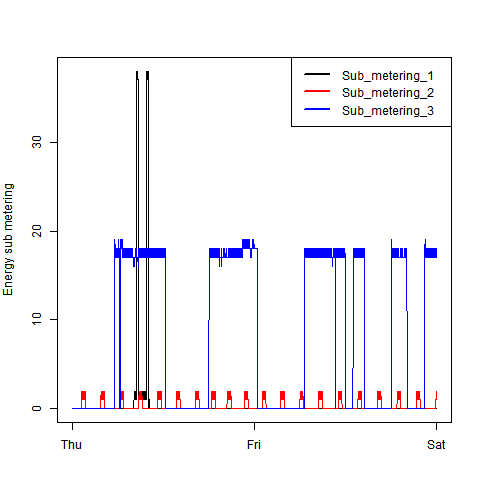 Sub_metering_1
Sub_metering_2
Sub_metering_3
Energy sub metering
30
20
10
0
Thu Fri Sat